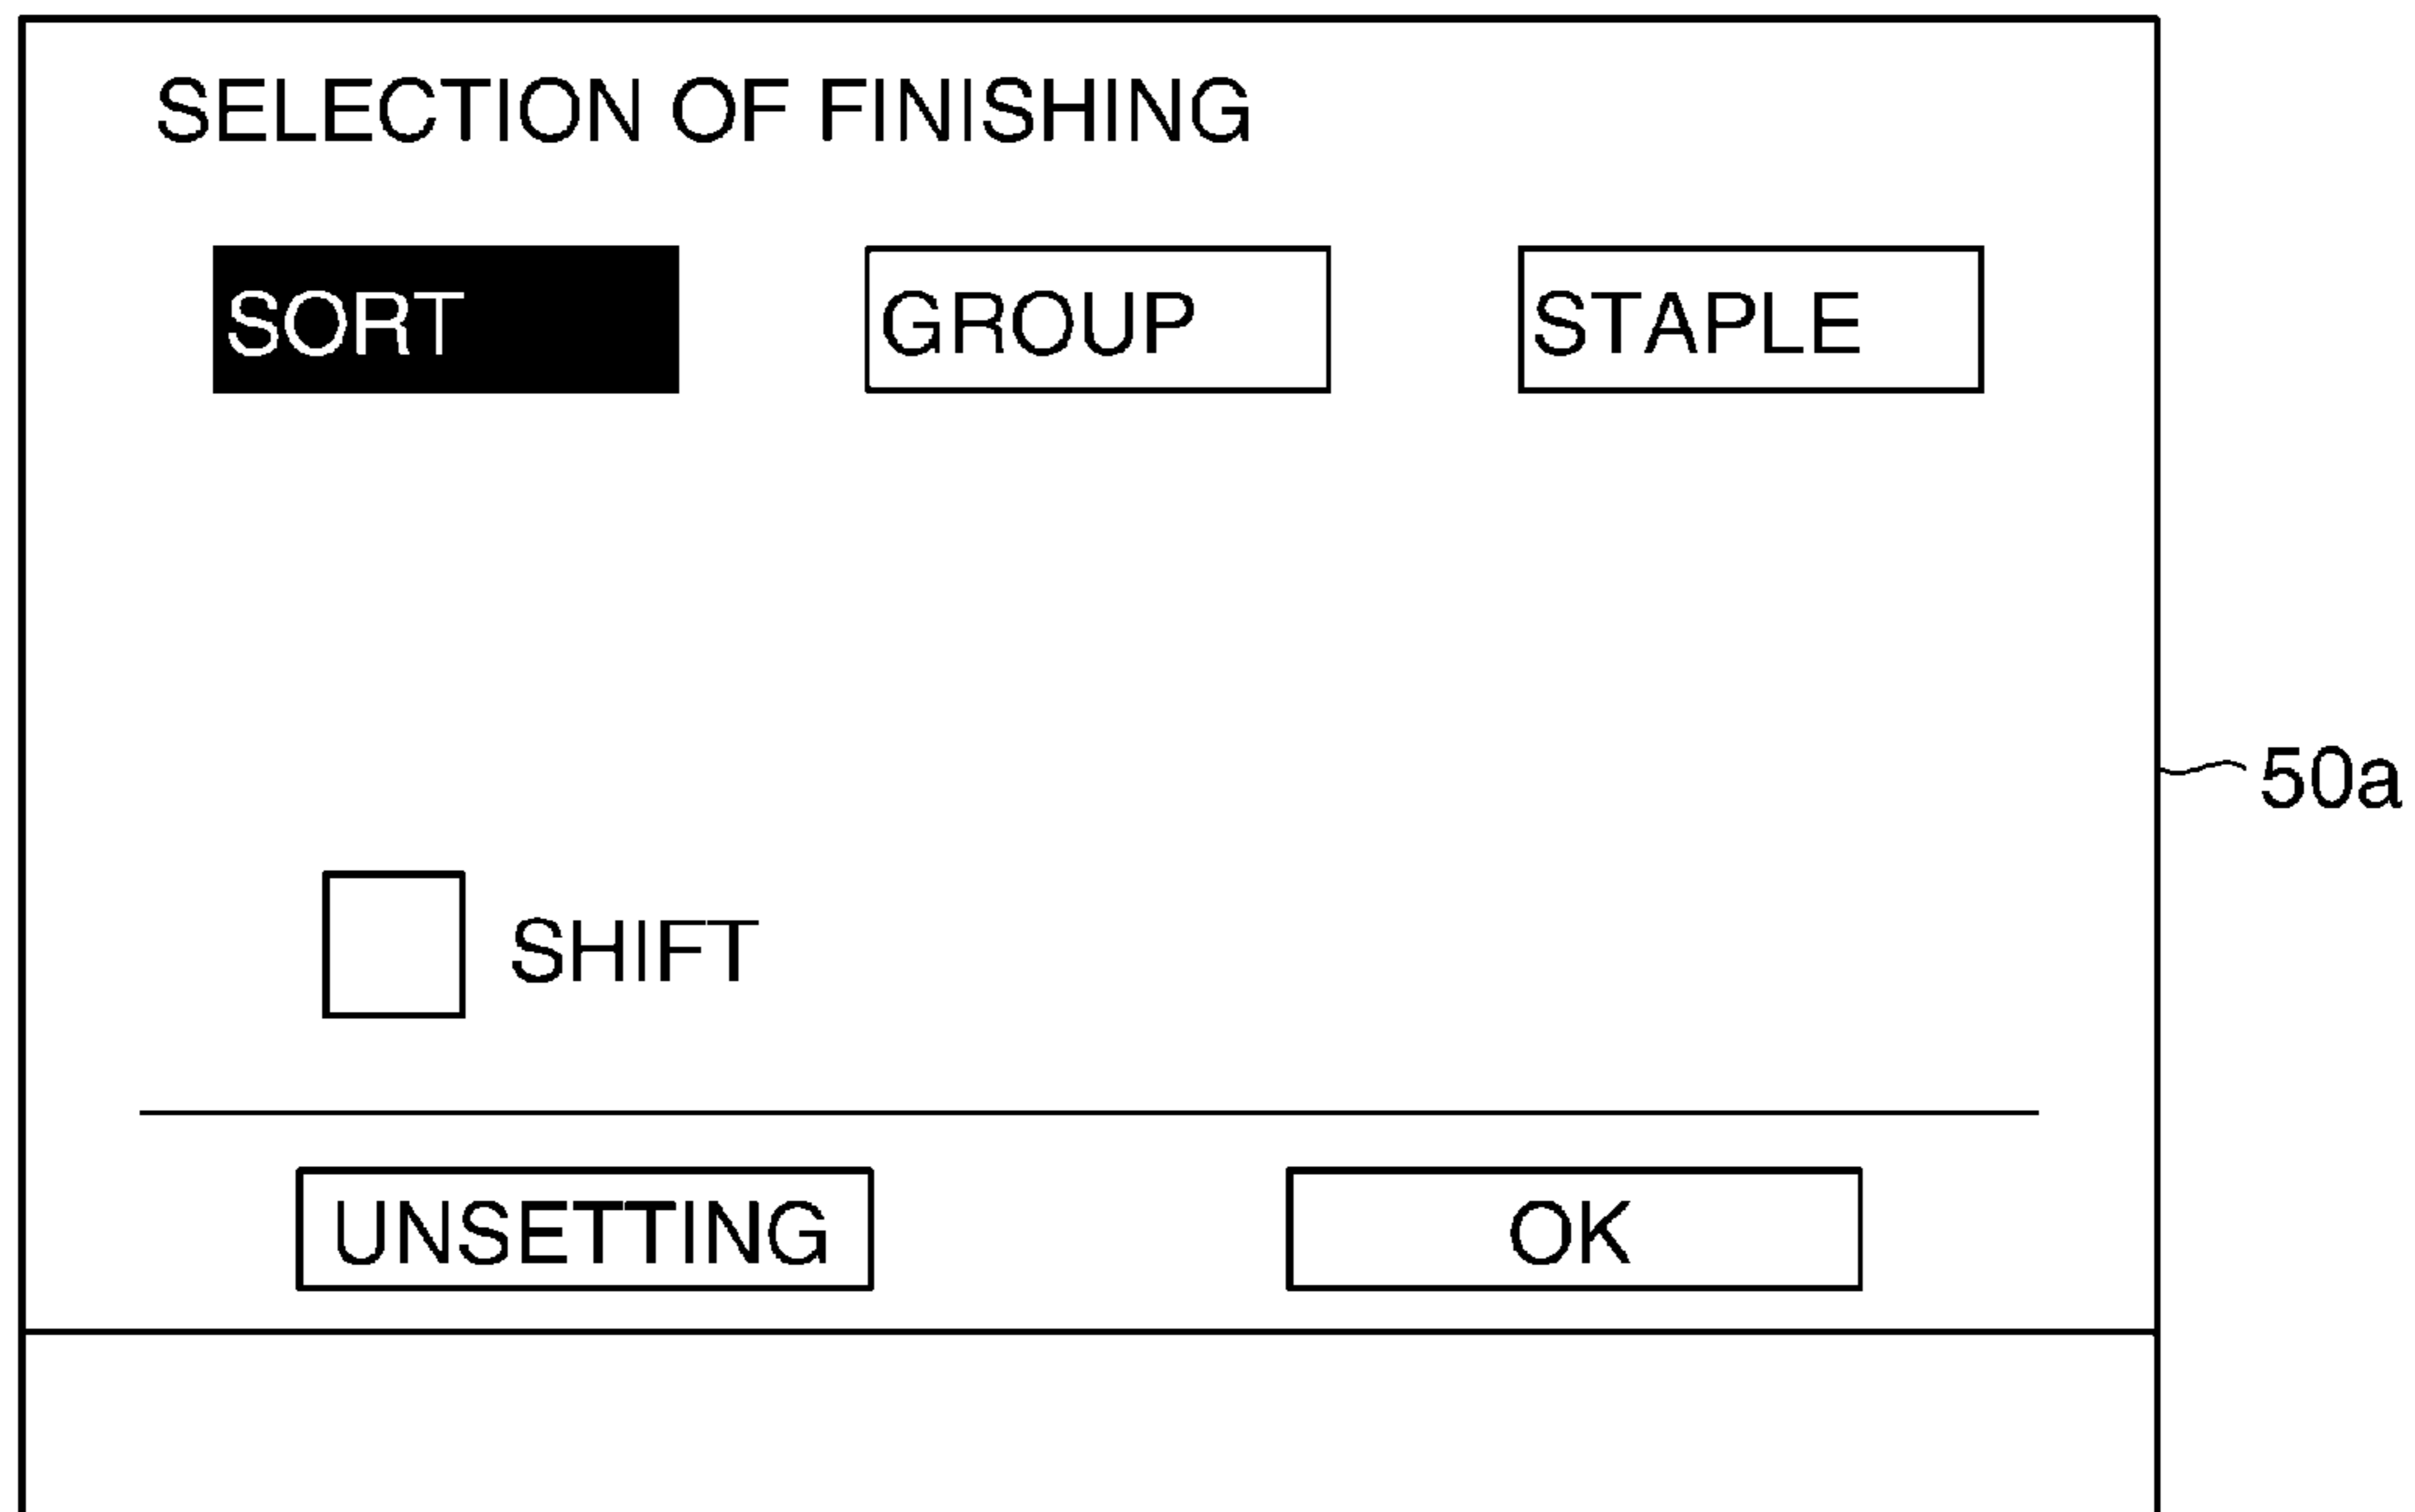 SELECTION OF FINISHING
SORT GROUP STAPLE
50a
SHIFT
UNSETTING OK